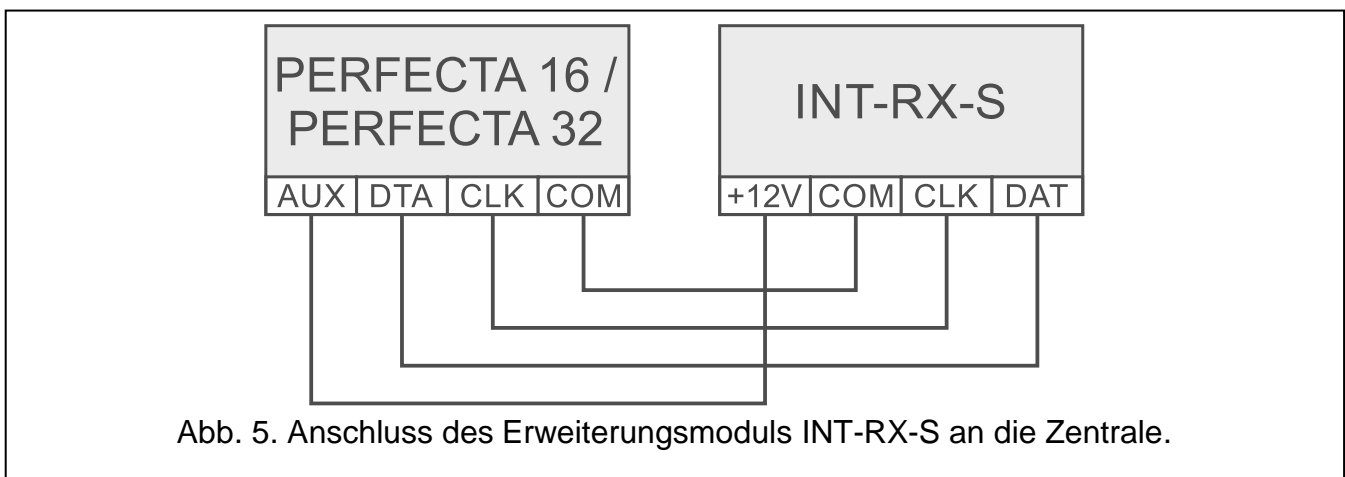 PERFECTA 16 /
PERFECTA 32
AUX DTA CLK COM
INT-RX-S
+12V COM CLK DAT
Abb. 5. Anschluss des Erweiterungsmoduls INT-RX-S an die Zentrale.